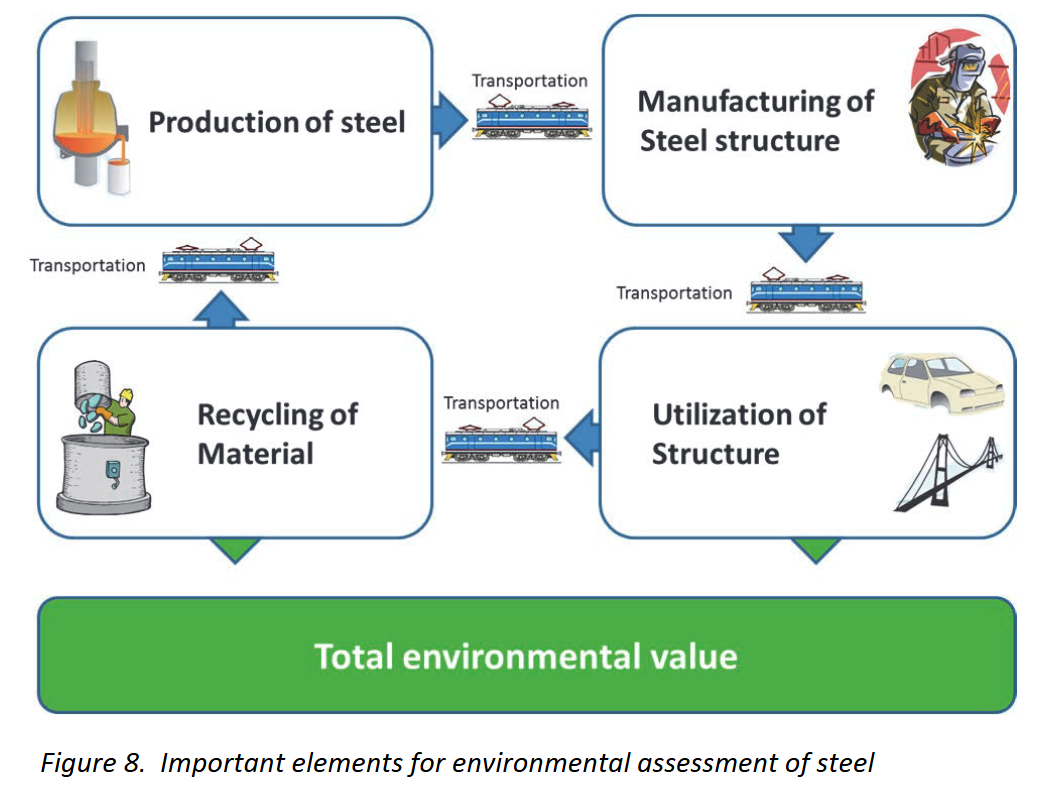 Production of steel
Transportation
Manufacturing of
Steel structure
Transportation
Transportation
Utilization of
Structure
Transportation
Recycling of
Material
Total environmental value
Figure 8.  Important elements for environmental assessment of steel